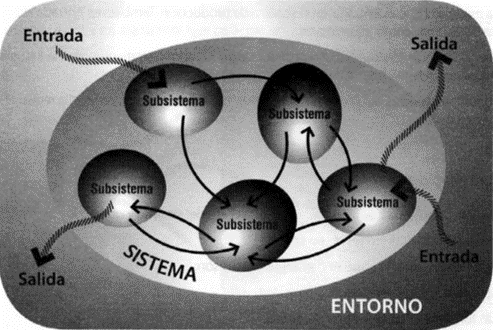 Entrada
Salida
Subsistema
Subsistema
Subsistema
Subsistema
Subsistema
Salida
SISTEMA
Entrada
ENTORNO